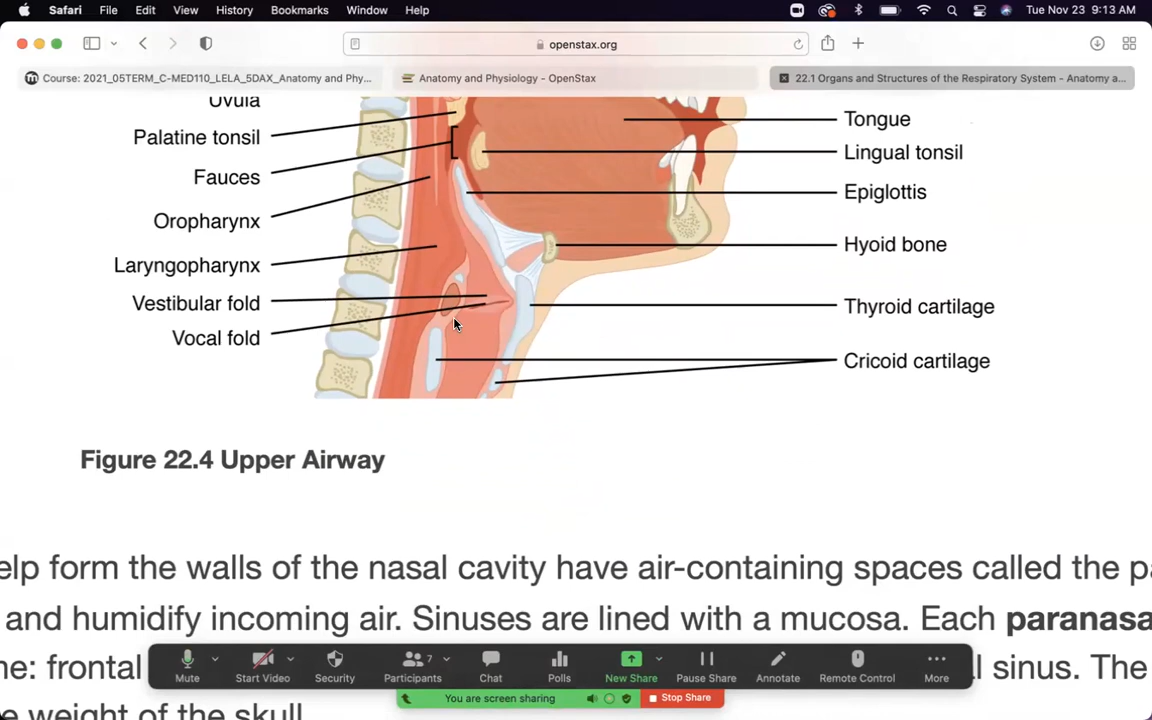 Safari File Edit View History Bookmarks Window Help Tue Nov 23 9:13 AM
openstax.org
Course: 2021_05TERM_C-MED110_LELA_5DAX_Anatomy and Phy...
Anatomy and Physiology - OpenStax
22.1 Organs and Structures of the Respiratory System - Anatomy a...
Uvula
Palatine tonsil
Fauces
Oropharynx
Laryngopharynx
Vestibular fold
Vocal fold
Tongue
Lingual tonsil
Epiglottis
Hyoid bone
Thyroid cartilage
Cricoid cartilage
Figure 22.4 Upper Airway
elp form the walls of the nasal cavity have air-containing spaces called the pa
and humidify incoming air. Sinuses are lined with a mucosa. Each paranasa
ne: frontal l sinus. The
e weight of the skull.
7
Mute Start Video Security Participants Chat Polls New Share Pause Share Annotate Remote Control More
You are screen sharing Stop Share